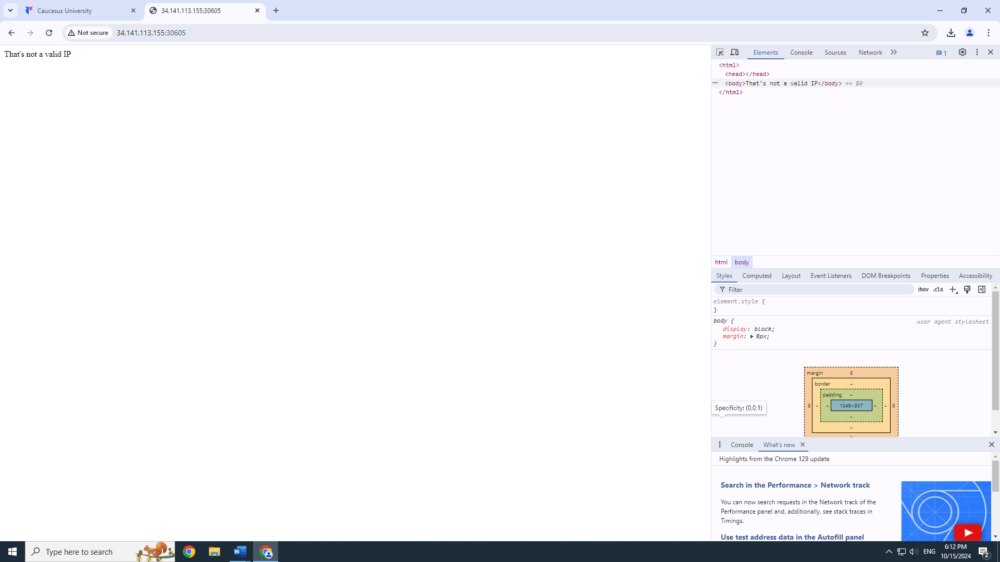 Caucasus University
34.141.113.155:30605
Not secure
34.141.113.155:30605
That's not a valid IP
Elements
Console
Sources
Network
1
<html>
<head></head>
<body>That's not a valid IP</body> == $0
</html>
html
body
Styles
Computed
Layout
Event Listeners
DOM Breakpoints
Properties
Accessibility
Filter
:hov
.cls
element.style {
}
body {
user agent stylesheet
display: block;
margin: 8px;
}
margin
8
border
–
padding
–
8
–
–
1349×937
–
–
8
–
–
Specificity: (0,0,1)
Console
What's new
Highlights from the Chrome 129 update
Search in the Performance > Network track
You can now search requests in the Network track of the
Performance panel and, additionally, see stack traces in
Timings.
Use test address data in the Autofill panel
Type here to search
ENG
6:12 PM
10/15/2024
2